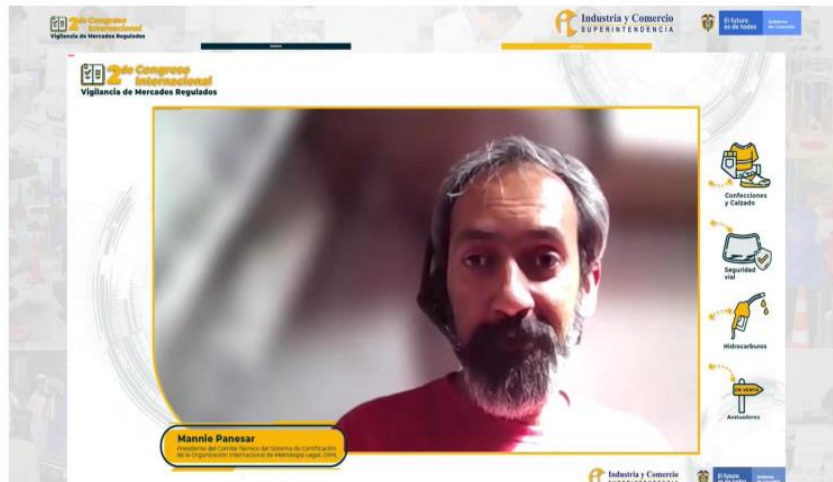 2do Congreso
Internacional
Vigilancia de Mercados Regulados
Industria y Comercio
SUPERINTENDENCIA
El futuro
es de todos
Gobierno
de Colombia
2do Congreso
Internacional
Vigilancia de Mercados Regulados
Confecciones
y Calzado
Seguridad
vial
Hidrocarburos
EN VENTA
Avaluadores
Mannie Panesar
Presidente del Comité Técnico del Sistema de Certificación
de la Organización Internacional de Metrología Legal, OIML
Industria y Comercio
SUPERINTENDENCIA
El futuro
es de todos